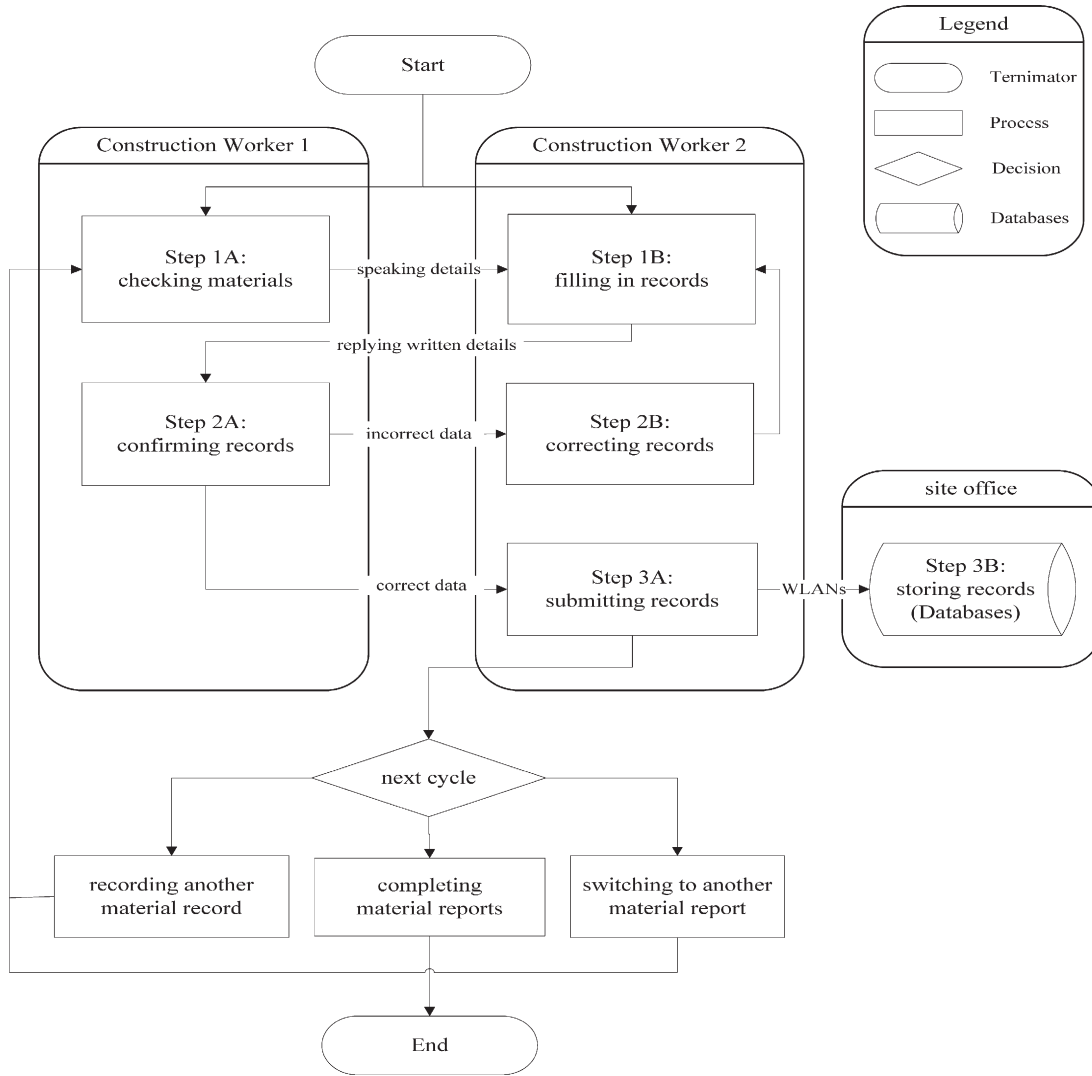 Legend
Ternimator
Process
Decision
Databases
Start
Construction Worker 1
Construction Worker 2
Step 1A:
checking materials
speaking details
Step 1B:
filling in records
replying written details
Step 2A:
confirming records
incorrect data
Step 2B:
correcting records
site office
correct data
Step 3A:
submitting records
WLANs
Step 3B:
storing records
(Databases)
next cycle
recording another
material record
completing
material reports
switching to another
material report
End